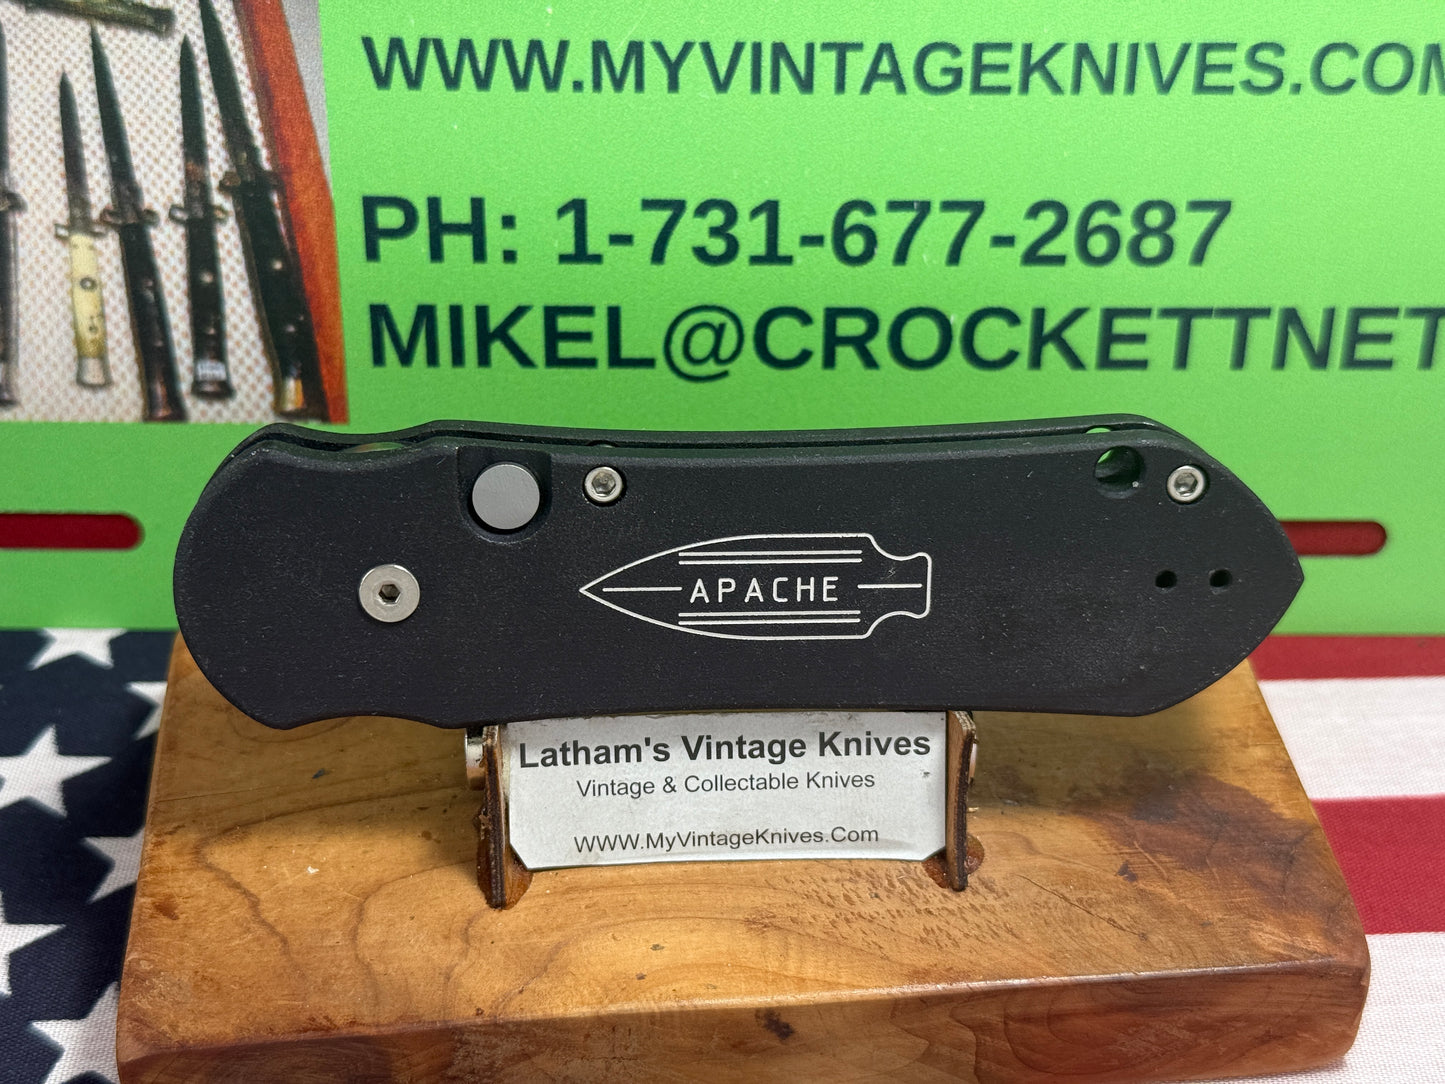 WWW.MYVINTAGEKNIVES.COM
PH: 1-731-677-2687
MIKEL@CROCKETTNET
APACHE
Latham's Vintage Knives
Vintage & Collectable Knives
WWW.MyVintageKnives.Com